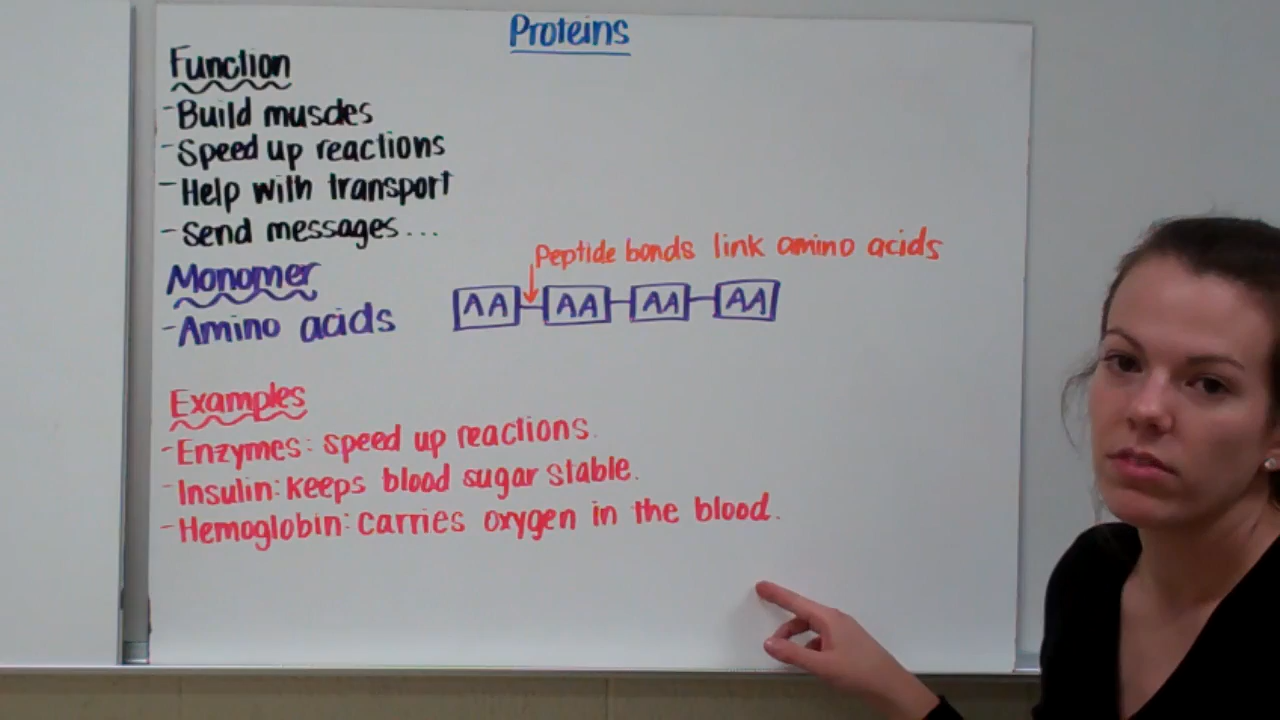 Proteins
Function
-Build muscles
-Speed up reactions
-Help with transport
-Send messages...
Peptide bonds link amino acids
Monomer
-Amino acids
AA AA AA AA
Examples
-Enzymes: speed up reactions.
-Insulin: Keeps blood sugar stable.
-Hemoglobin: Carries oxygen in the blood.